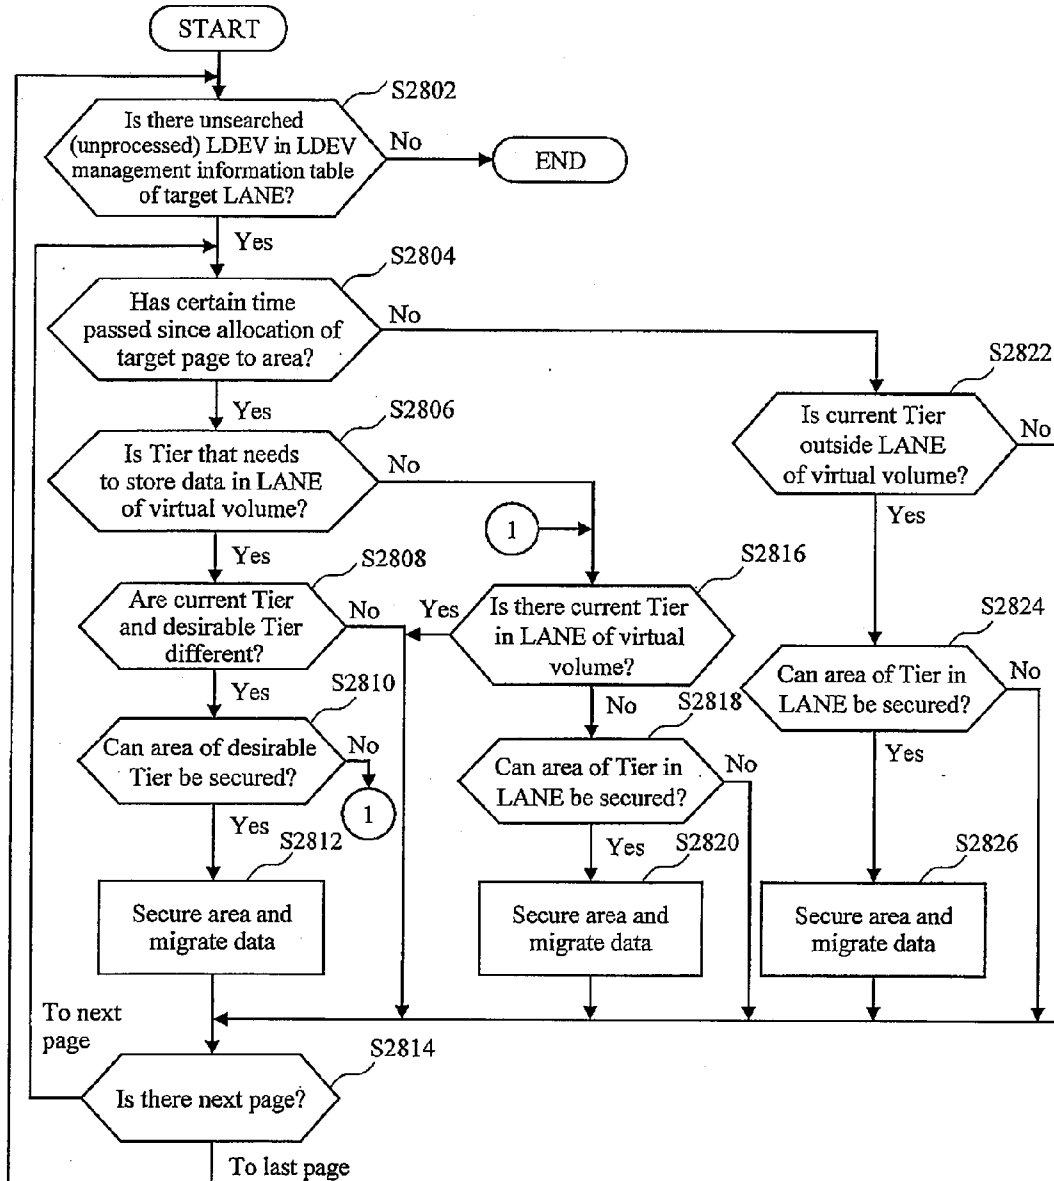 START
S2802
Is there unsearched
(unprocessed) LDEV in LDEV
management information table
of target LANE?
No
END
Yes
S2804
Has certain time
passed since allocation of
target page to area?
No
S2822
Is current Tier
outside LANE
of virtual volume?
No
Yes
Yes
S2806
Is Tier that needs
to store data in LANE
of virtual volume?
No
1
Yes
S2808
Are current Tier
and desirable Tier
different?
No
Yes
S2816
Is there current Tier
in LANE of virtual
volume?
S2824
Can area of Tier in
LANE be secured?
No
Yes
Yes
S2810
Can area of desirable
Tier be secured?
No
1
Yes
No
S2818
Can area of Tier in
LANE be secured?
No
Yes
S2812
Secure area and
migrate data
S2820
Secure area and
migrate data
S2826
Secure area and
migrate data
To next
page
S2814
Is there next page?
To last page